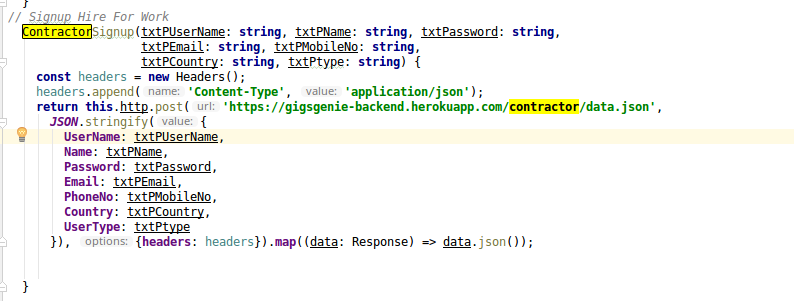 }
// Signup Hire For Work
ContractorSignup(txtPUserName: string, txtPName: string, txtPassword: string,
txtPEmail: string, txtPMobileNo: string,
txtPCountry: string, txtPtype: string) {
const headers = new Headers();
headers.append( name: 'Content-Type', value: 'application/json');
return this.http.post( url: 'https://gigsgenie-backend.herokuapp.com/contractor/data.json',
JSON.stringify( value: {
UserName: txtPUserName,
Name: txtPName,
Password: txtPassword,
Email: txtPEmail,
PhoneNo: txtPMobileNo,
Country: txtPCountry,
UserType: txtPtype
}), options: {headers: headers}).map((data: Response) => data.json());
}